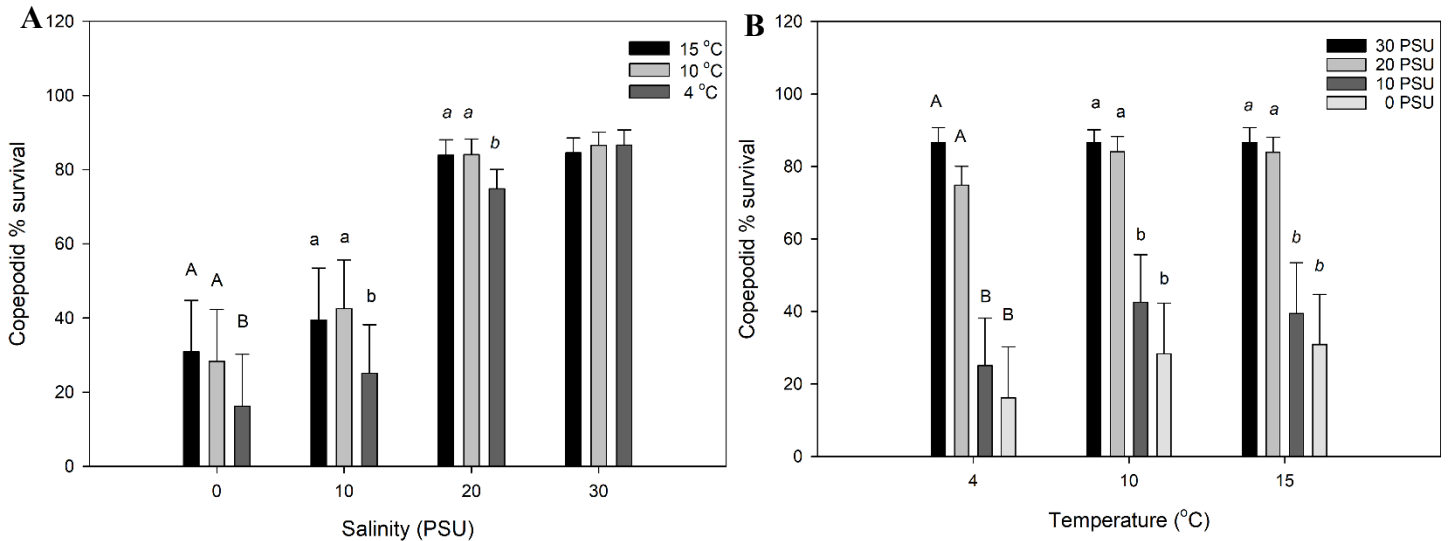 A
120
100
80
60
40
20
0
Copepodid % survival
15 °C
10 °C
4 °C
A A B
a a b
a a b
0 10 20 30
Salinity (PSU)
B
120
100
80
60
40
20
0
Copepodid % survival
30 PSU
20 PSU
10 PSU
0 PSU
A A B B
a a b b
a a b b
4 10 15
Temperature (°C)